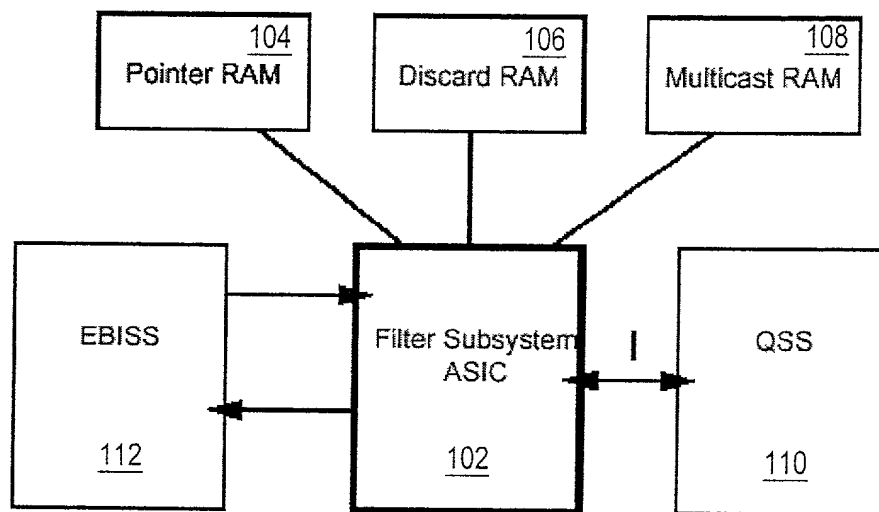 104
Pointer RAM
106
Discard RAM
108
Multicast RAM
EBISS
112
Filter Subsystem
ASIC
102
I
QSS
110